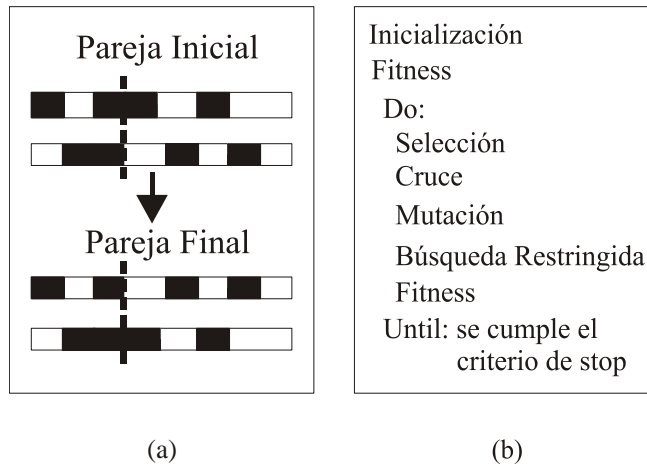 Pareja Inicial
Pareja Final
(a)
Inicialización
Fitness
Do:
Selección
Cruce
Mutación
Búsqueda Restringida
Fitness
Until: se cumple el
criterio de stop
(b)